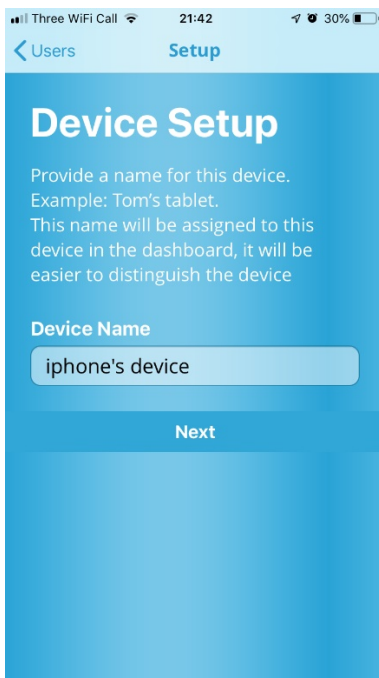 Three WiFi Call 21:42 30%
Users Setup
Device Setup
Provide a name for this device.
Example: Tom's tablet.
This name will be assigned to this
device in the dashboard, it will be
easier to distinguish the device
Device Name
iphone's device
Next